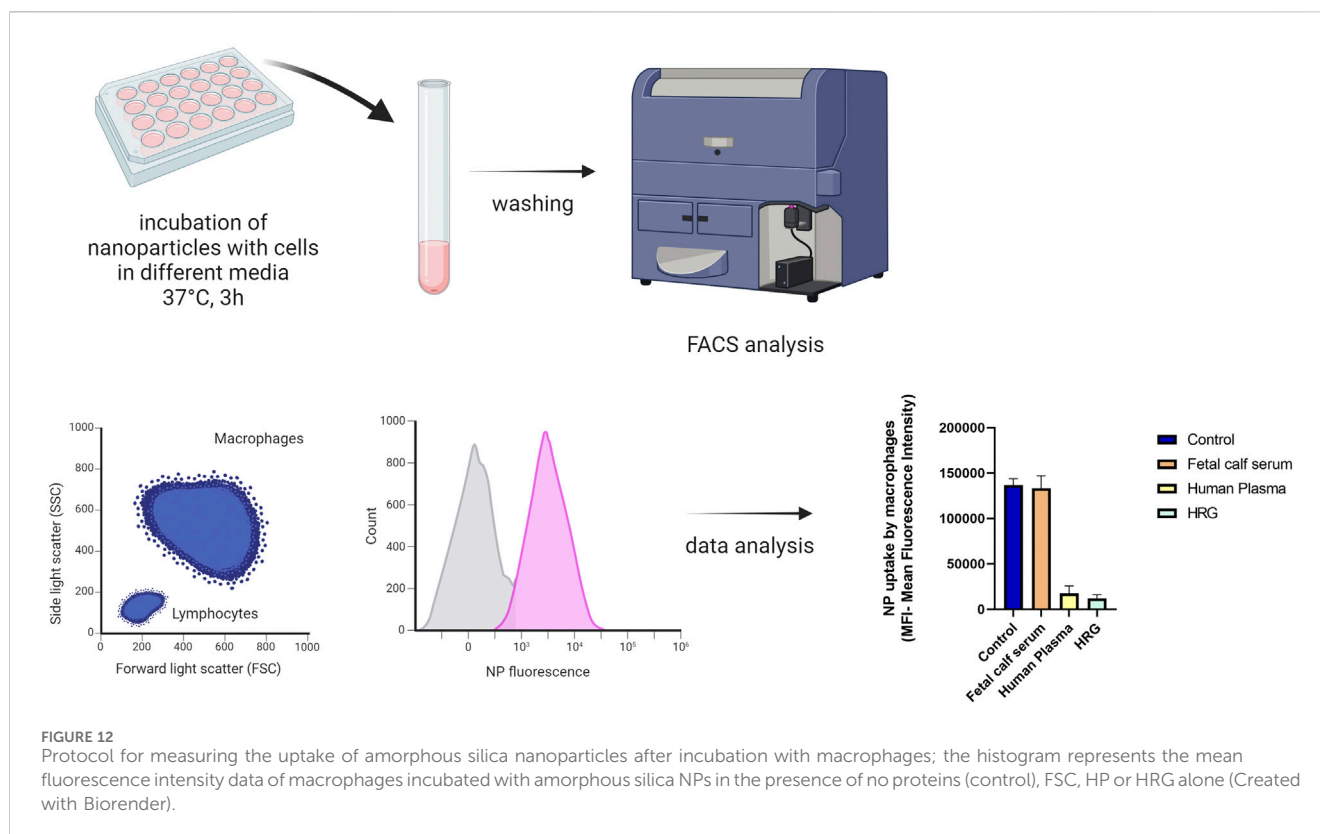 incubation of
nanoparticles with cells
in different media
37°C, 3h
washing
FACS analysis
1000
800
600
400
200
0
Side light scatter (SSC)
Macrophages
Lymphocytes
0 200 400 600 800 1000
Forward light scatter (FSC)
1000
800
600
400
200
0
Count
0 10³ 10⁴ 10⁵ 10⁶
NP fluorescence
data analysis
NP uptake by macrophages
(MFI- Mean Fluorescence Intensity)
200000
150000
100000
50000
0
Control
Fetal calf serum
Human Plasma
HRG
Control
Fetal calf serum
Human Plasma
HRG
FIGURE 12
Protocol for measuring the uptake of amorphous silica nanoparticles after incubation with macrophages; the histogram represents the mean
fluorescence intensity data of macrophages incubated with amorphous silica NPs in the presence of no proteins (control), FSC, HP or HRG alone (Created
with Biorender).